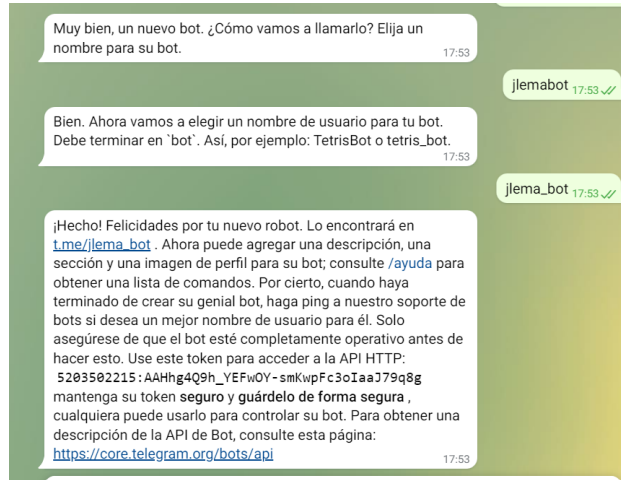 Muy bien, un nuevo bot. ¿Cómo vamos a llamarlo? Elija un
nombre para su bot.
17:53
jlemabot 17:53
Bien. Ahora vamos a elegir un nombre de usuario para tu bot.
Debe terminar en `bot`. Así, por ejemplo: TetrisBot o tetris_bot.
17:53
jlema_bot 17:53
¡Hecho! Felicidades por tu nuevo robot. Lo encontrará en
t.me/jlema_bot . Ahora puede agregar una descripción, una
sección y una imagen de perfil para su bot; consulte /ayuda para
obtener una lista de comandos. Por cierto, cuando haya
terminado de crear su genial bot, haga ping a nuestro soporte de
bots si desea un mejor nombre de usuario para él. Solo
asegúrese de que el bot esté completamente operativo antes de
hacer esto. Use este token para acceder a la API HTTP:
5203502215:AAHhg4Q9h_YEFwOY-smKwpFc3oIaaJ79q8g
mantenga su token seguro y guárdelo de forma segura ,
cualquiera puede usarlo para controlar su bot. Para obtener una
descripción de la API de Bot, consulte esta página:
https://core.telegram.org/bots/api
17:53